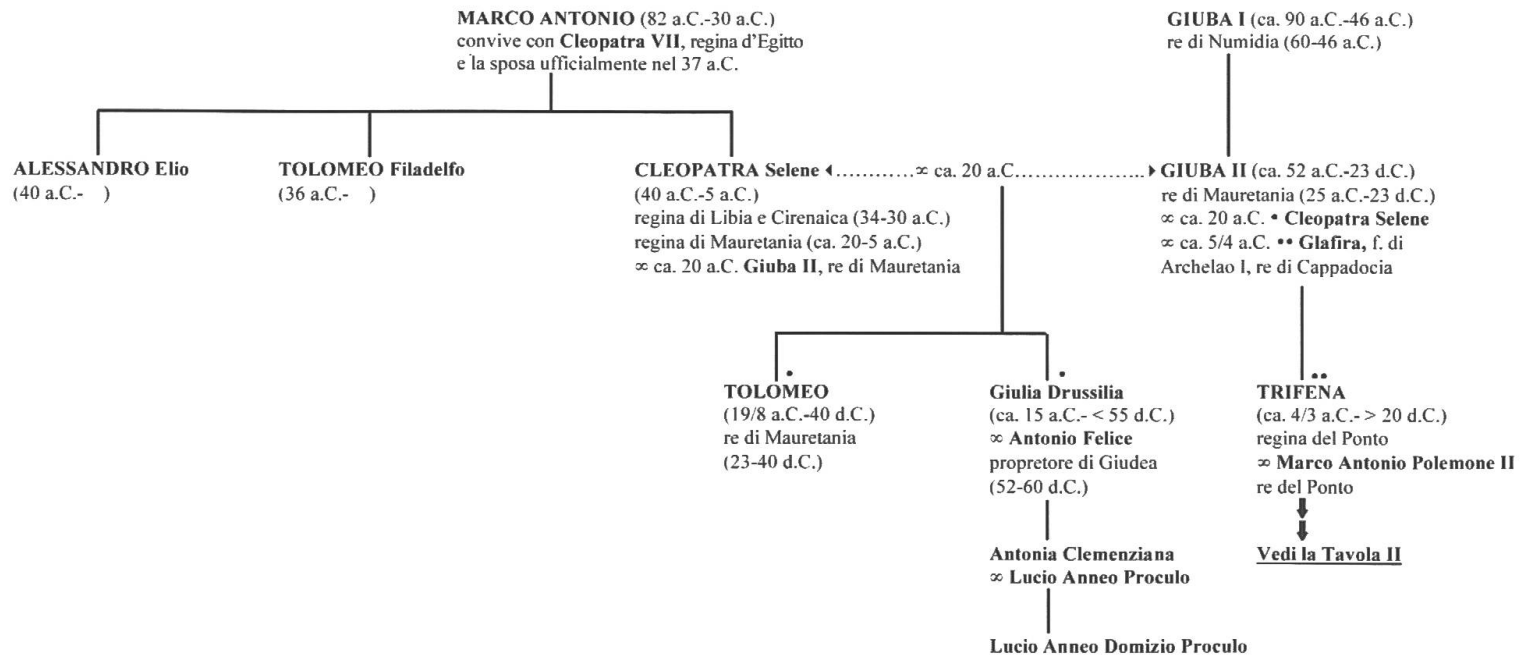 MARCO ANTONIO (82 a.C.-30 a.C.)
convive con Cleopatra VII, regina d'Egitto
e la sposa ufficialmente nel 37 a.C.
GIUBA I (ca. 90 a.C.-46 a.C.)
re di Numidia (60-46 a.C.)
ALESSANDRO Elio
(40 a.C.- )
TOLOMEO Filadelfo
(36 a.C.- )
CLEOPATRA Selene ◄............∞ ca. 20 a.C......................►
(40 a.C.-5 a.C.)
regina di Libia e Cirenaica (34-30 a.C.)
regina di Mauretania (ca. 20-5 a.C.)
∞ ca. 20 a.C. Giuba II, re di Mauretania
GIUBA II (ca. 52 a.C.-23 d.C.)
re di Mauretania (25 a.C.-23 d.C.)
∞ ca. 20 a.C. • Cleopatra Selene
∞ ca. 5/4 a.C. •• Glafira, f. di
Archelao I, re di Cappadocia
•
TOLOMEO
(19/8 a.C.-40 d.C.)
re di Mauretania
(23-40 d.C.)
•
Giulia Drussilia
(ca. 15 a.C.- < 55 d.C.)
∞ Antonio Felice
propretore di Giudea
(52-60 d.C.)
••
TRIFENA
(ca. 4/3 a.C.- > 20 d.C.)
regina del Ponto
∞ Marco Antonio Polemone II
re del Ponto
Vedi la Tavola II
Antonia Clemenziana
∞ Lucio Anneo Proculo
Lucio Anneo Domizio Proculo